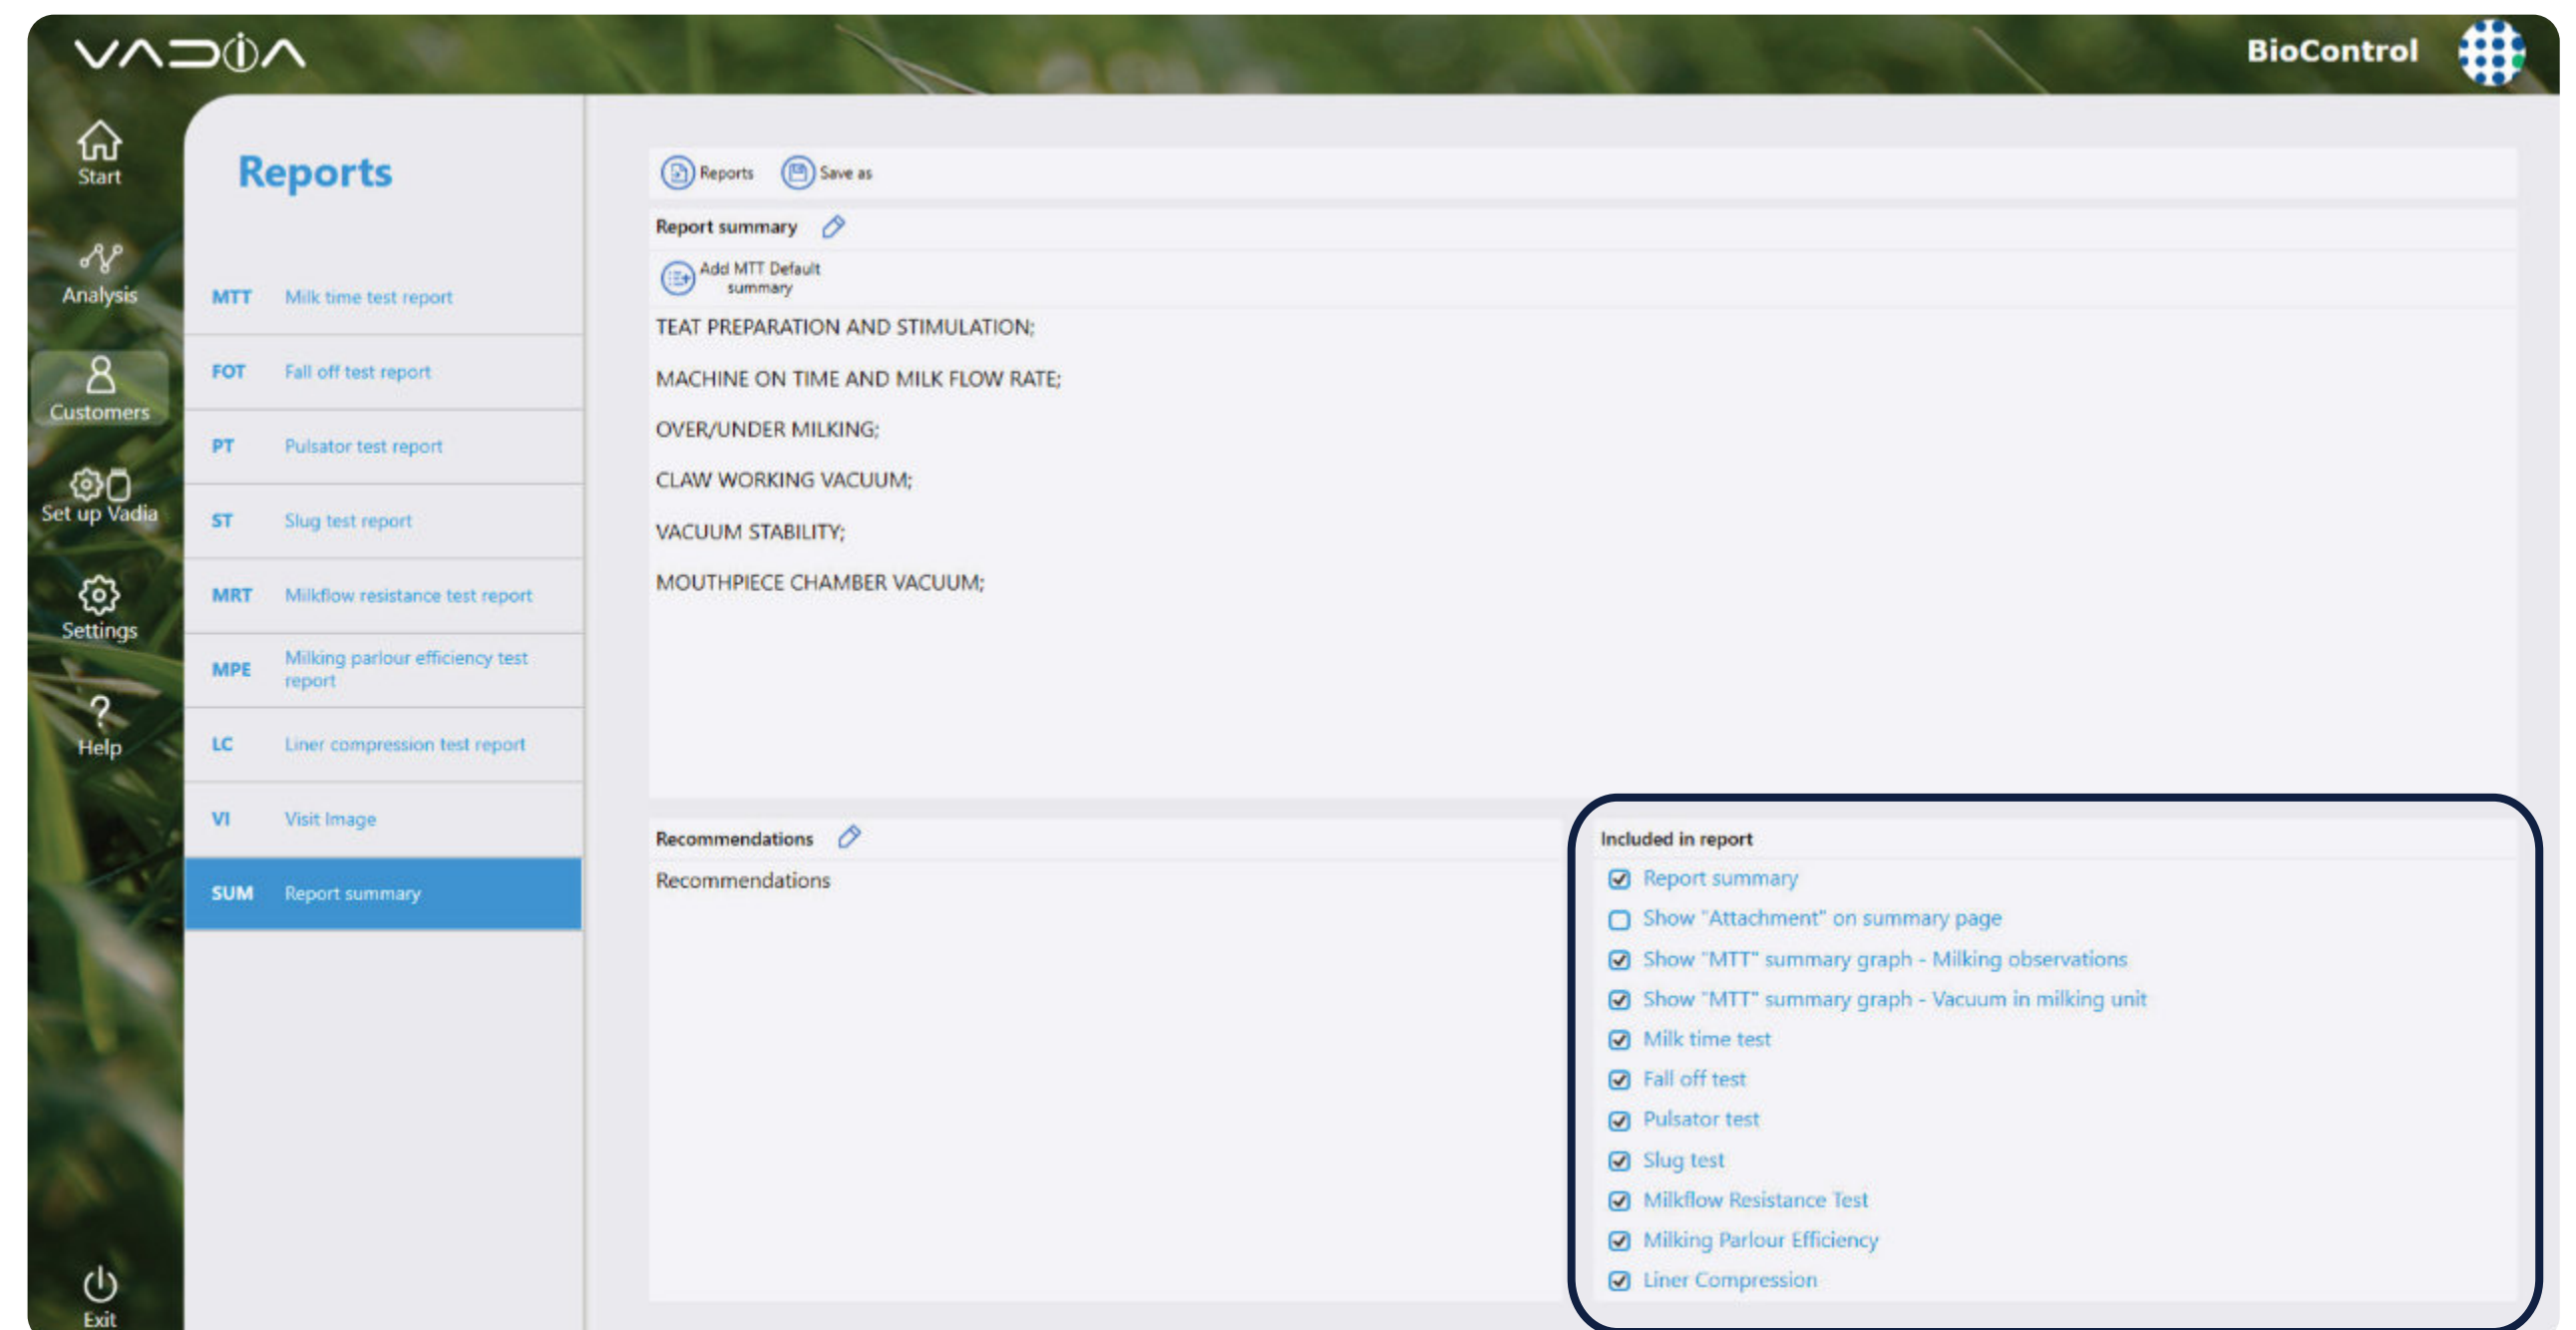 VADIA
BioControl
Start
Analysis
Customers
Set up Vadia
Settings
Help
Exit
Reports
MTT Milk time test report
FOT Fall off test report
PT Pulsator test report
ST Slug test report
MRT Milkflow resistance test report
MPE Milking parlour efficiency test
report
LC Liner compression test report
VI Visit Image
SUM Report summary
Reports Save as
Report summary
Add MTT Default
summary
TEAT PREPARATION AND STIMULATION;
MACHINE ON TIME AND MILK FLOW RATE;
OVER/UNDER MILKING;
CLAW WORKING VACUUM;
VACUUM STABILITY;
MOUTHPIECE CHAMBER VACUUM;
Recommendations
Recommendations
Included in report
Report summary
Show "Attachment" on summary page
Show "MTT" summary graph - Milking observations
Show "MTT" summary graph - Vacuum in milking unit
Milk time test
Fall off test
Pulsator test
Slug test
Milkflow Resistance Test
Milking Parlour Efficiency
Liner Compression